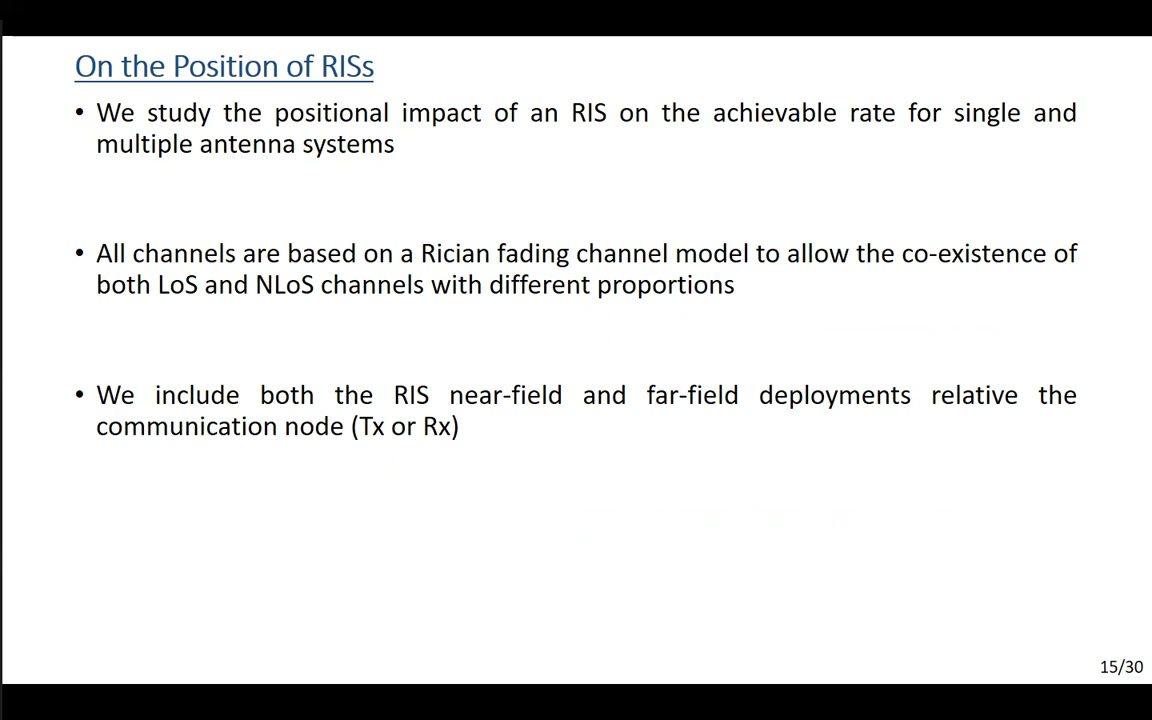 On the Position of RISs
• We study the positional impact of an RIS on the achievable rate for single and
multiple antenna systems
• All channels are based on a Rician fading channel model to allow the co-existence of
both LoS and NLoS channels with different proportions
• We include both the RIS near-field and far-field deployments relative the
communication node (Tx or Rx)
15/30